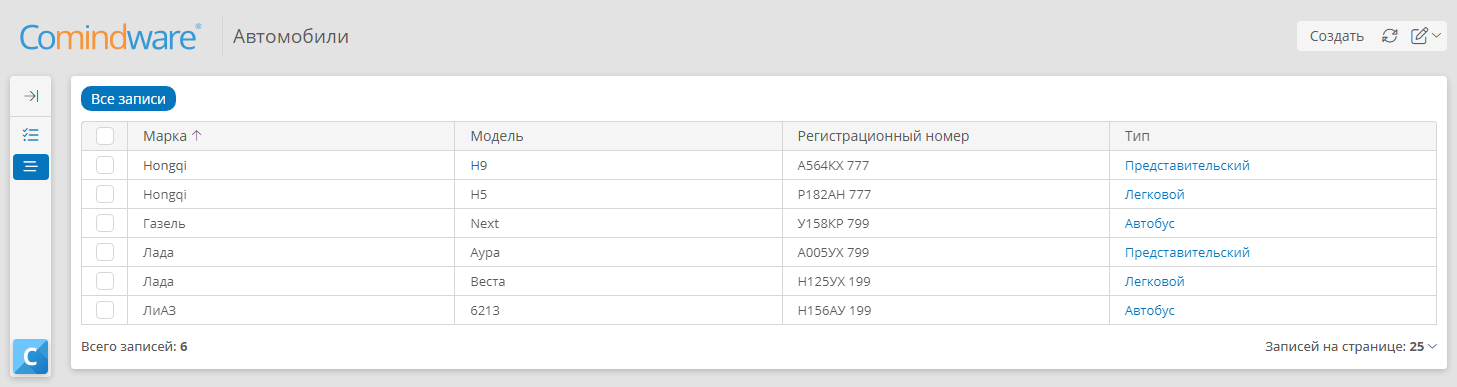 Comindware® Автомобили Создать
Все записи
Марка Модель Регистрационный номер Тип
Hongqi H9 А564КХ 777 Представительский
Hongqi H5 Р182АН 777 Легковой
Газель Next У158КР 799 Автобус
Лада Аура А005УХ 799 Представительский
Лада Веста Н125УХ 199 Легковой
ЛиАЗ 6213 Н156АУ 199 Автобус
C Всего записей: 6 Записей на странице: 25